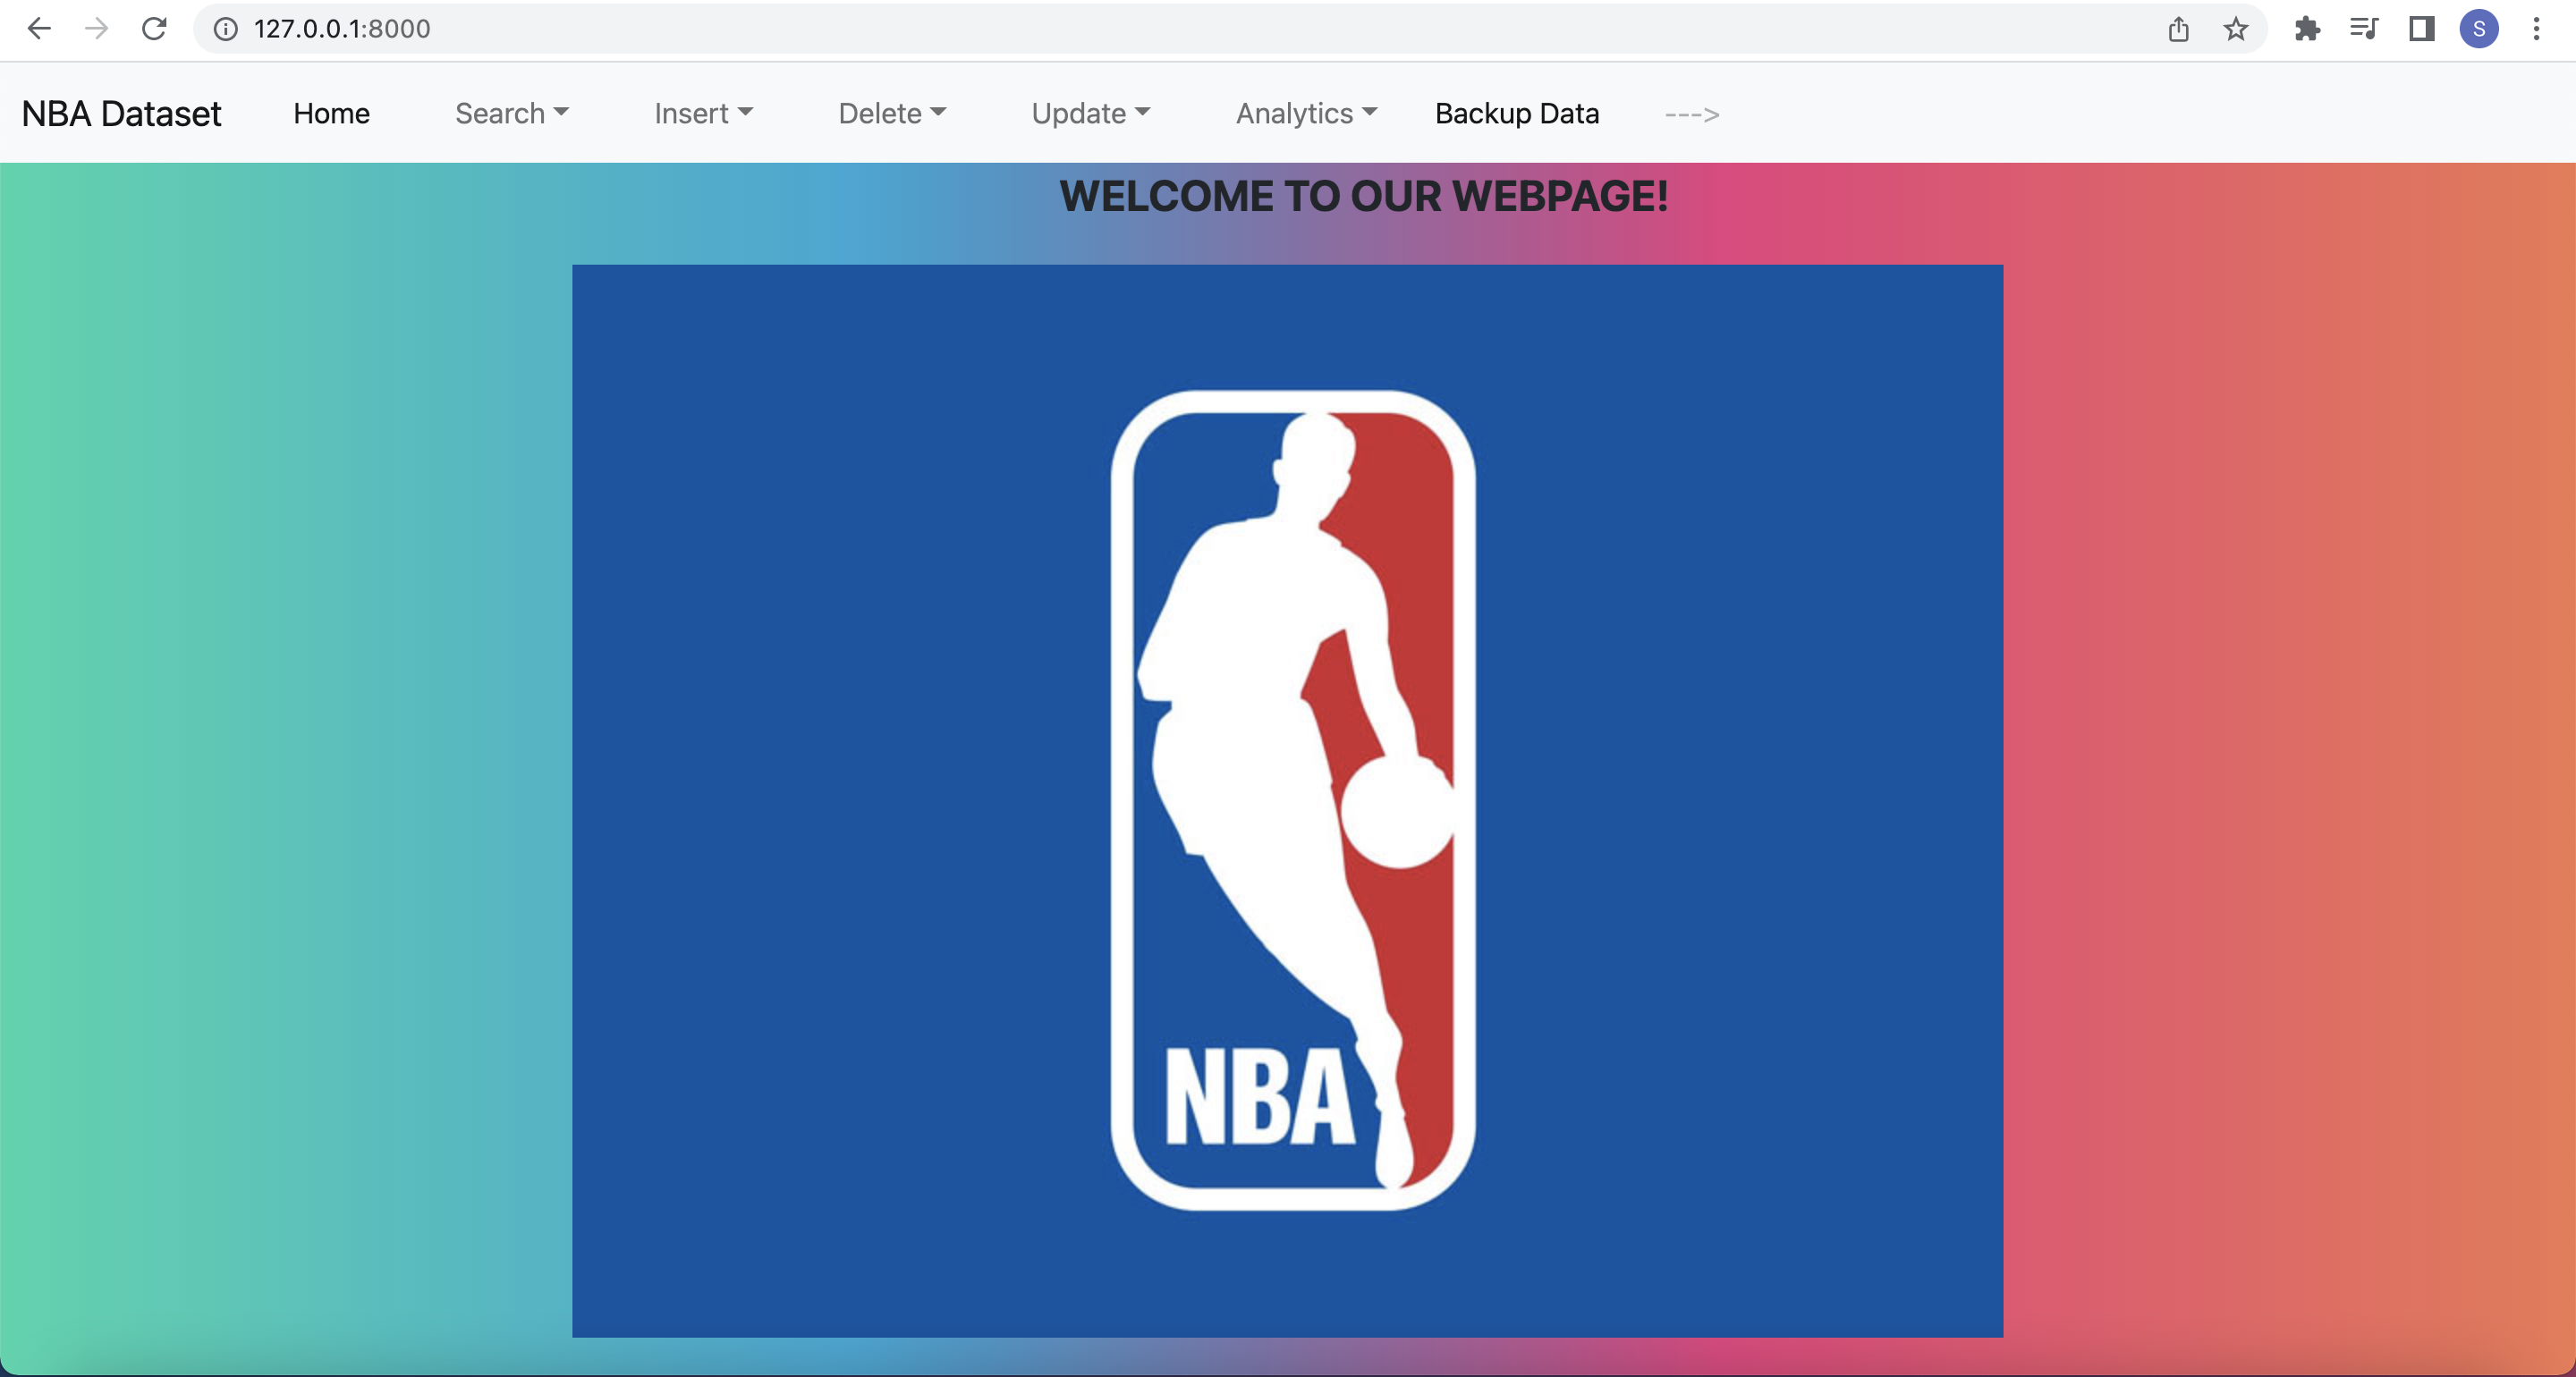 127.0.0.1:8000
S
NBA Dataset Home Search Insert Delete Update Analytics Backup Data --->
WELCOME TO OUR WEBPAGE!
NBA